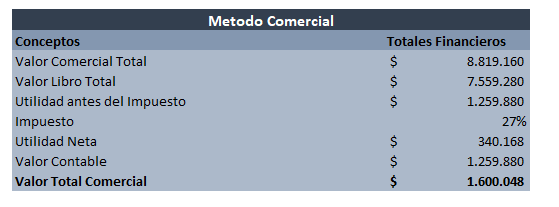 Metodo Comercial
Conceptos Totales Financieros
Valor Comercial Total $ 8.819.160
Valor Libro Total $ 7.559.280
Utilidad antes del Impuesto $ 1.259.880
Impuesto 27%
Utilidad Neta $ 340.168
Valor Contable $ 1.259.880
Valor Total Comercial $ 1.600.048